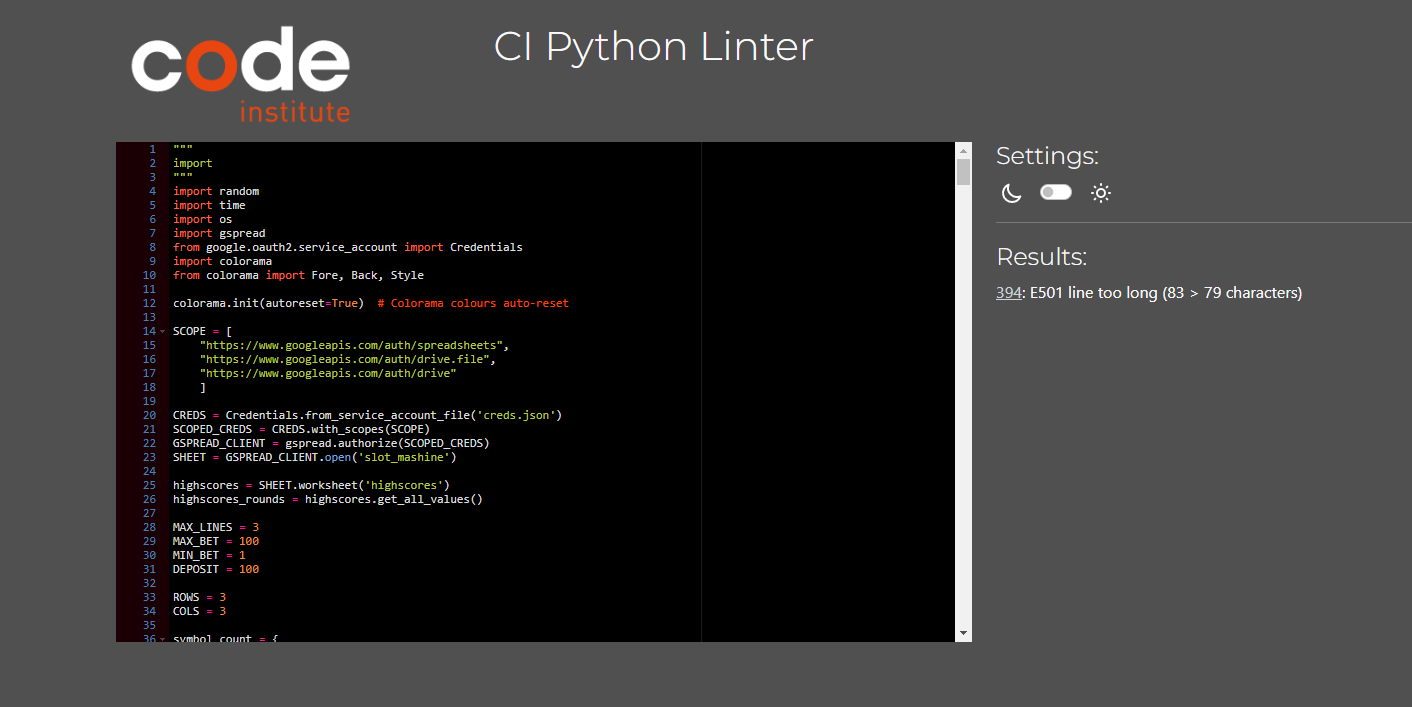 code
institute
CI Python Linter
1 """
2 import
3 """
4 import random
5 import time
6 import os
7 import gspread
8 from google.oauth2.service_account import Credentials
9 import colorama
10 from colorama import Fore, Back, Style
11
12 colorama.init(autoreset=True)  # Colorama colours auto-reset
13
14 SCOPE = [
15     "https://www.googleapis.com/auth/spreadsheets",
16     "https://www.googleapis.com/auth/drive.file",
17     "https://www.googleapis.com/auth/drive"
18     ]
19
20 CREDS = Credentials.from_service_account_file('creds.json')
21 SCOPED_CREDS = CREDS.with_scopes(SCOPE)
22 GSPREAD_CLIENT = gspread.authorize(SCOPED_CREDS)
23 SHEET = GSPREAD_CLIENT.open('slot_mashine')
24
25 highscores = SHEET.worksheet('highscores')
26 highscores_rounds = highscores.get_all_values()
27
28 MAX_LINES = 3
29 MAX_BET = 100
30 MIN_BET = 1
31 DEPOSIT = 100
32
33 ROWS = 3
34 COLS = 3
35
36 symbol_count = {
Settings:
Results:
394: E501 line too long (83 > 79 characters)